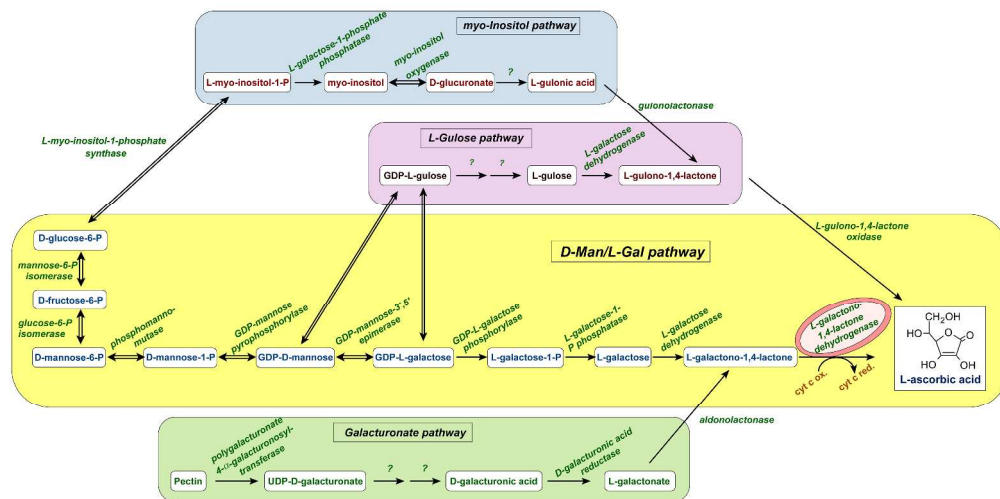 myo-Inositol pathway
L-galactose-1-phosphate
phosphatase
myo-inositol
oxygenase
?
L-myo-inositol-1-P
myo-inositol
D-glucuronate
L-gulonic acid
gulonolactonase
L-myo-inositol-1-phosphate
synthase
L-Gulose pathway
L-galactose
dehydrogenase
?
?
GDP-L-gulose
L-gulose
L-gulono-1,4-lactone
L-gulono-1,4-lactone
oxidase
D-Man/L-Gal pathway
D-glucose-6-P
mannose-6-P
isomerase
D-fructose-6-P
glucose-6-P
isomerase
phosphomanno-
mutase
GDP-mannose
pyrophosphorylase
GDP-mannose-3',5'
epimerase
GDP-L-galactose
phosphorylase
L-galactose-1-
P phosphatase
L-galactose
dehydrogenase
L-galactono-
1,4-lactone
dehydrogenase
D-mannose-6-P
D-mannose-1-P
GDP-D-mannose
GDP-L-galactose
L-galactose-1-P
L-galactose
L-galactono-1,4-lactone
cyt c ox.
cyt c red.
CH₂OH
HO
O
O
HO
OH
L-ascorbic acid
aldonolactonase
Galacturonate pathway
polygalacturonate
4-α-galacturonosyl-
transferase
?
?
D-galacturonic acid
reductase
Pectin
UDP-D-galacturonate
D-galacturonic acid
L-galactonate